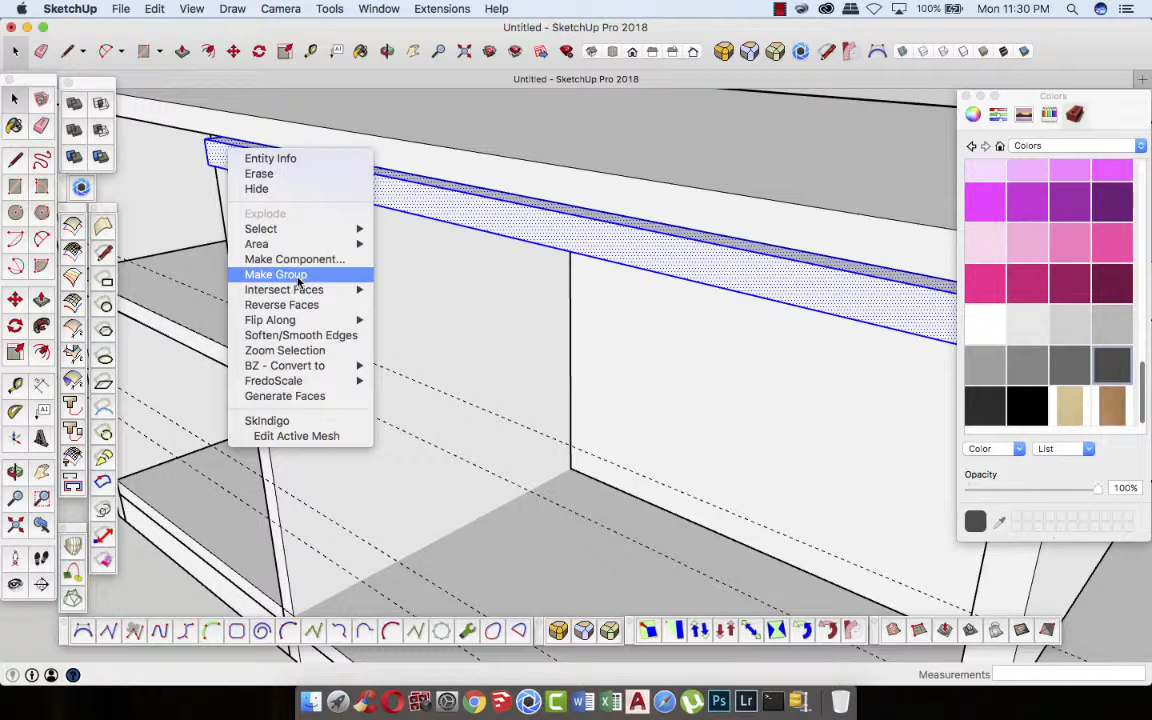 SketchUp File Edit View Draw Camera Tools Window Extensions Help 100% Mon 11:30 PM
Untitled - SketchUp Pro 2018
Untitled - SketchUp Pro 2018
Colors
Colors
Entity Info
Erase
Hide
Explode
Select
Area
Make Component...
Make Group
Intersect Faces
Reverse Faces
Flip Along
Soften/Smooth Edges
Zoom Selection
BZ - Convert to
FredoScale
Generate Faces
SkIndigo
Edit Active Mesh
Color List
Opacity
100%
Measurements
Ps Lr